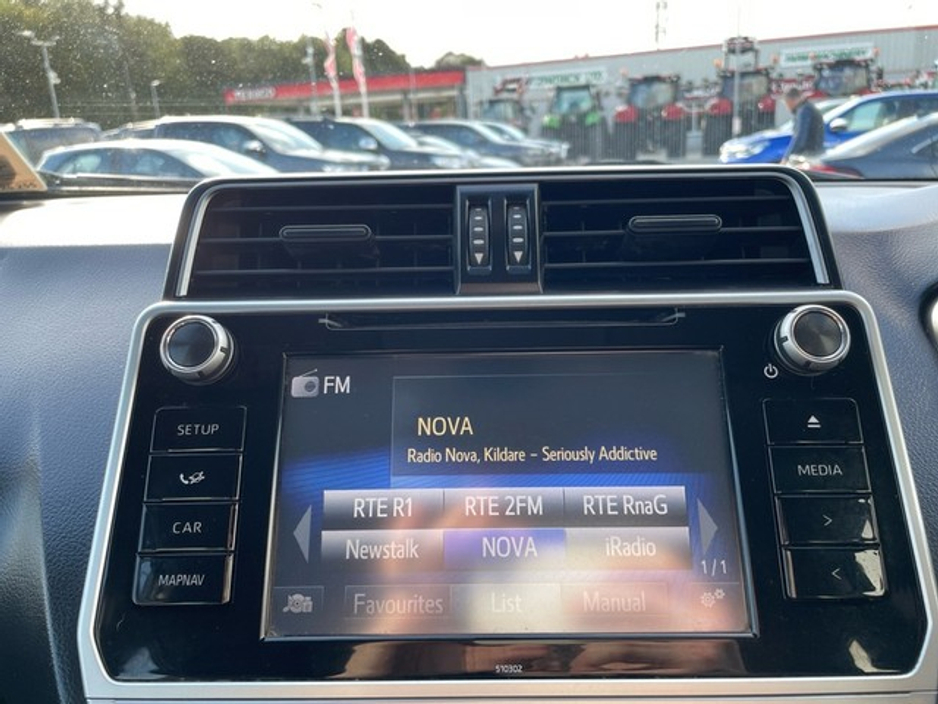 FM
NOVA
Radio Nova, Kildare - Seriously Addictive
RTE R1 RTE 2FM RTE RnaG
Newstalk NOVA iRadio
1/1
Favourites List Manual
SETUP
CAR
MAPNAV
MEDIA
>
<
510302